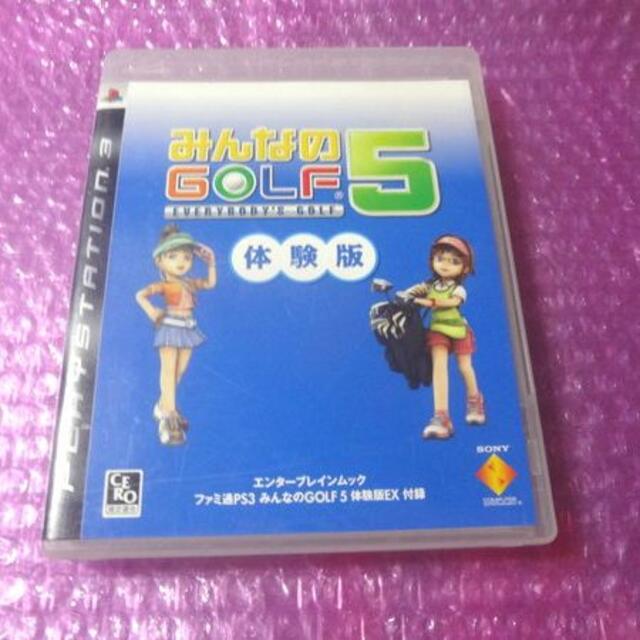 PLAYSTATION 3
みんなの
GOLF 5
EVERYBODY'S GOLF
体験版
CERO
SONY
COMPUTER
エンターブレインムック
ファミ通PS3 みんなのGOLF 5 体験版EX 付録